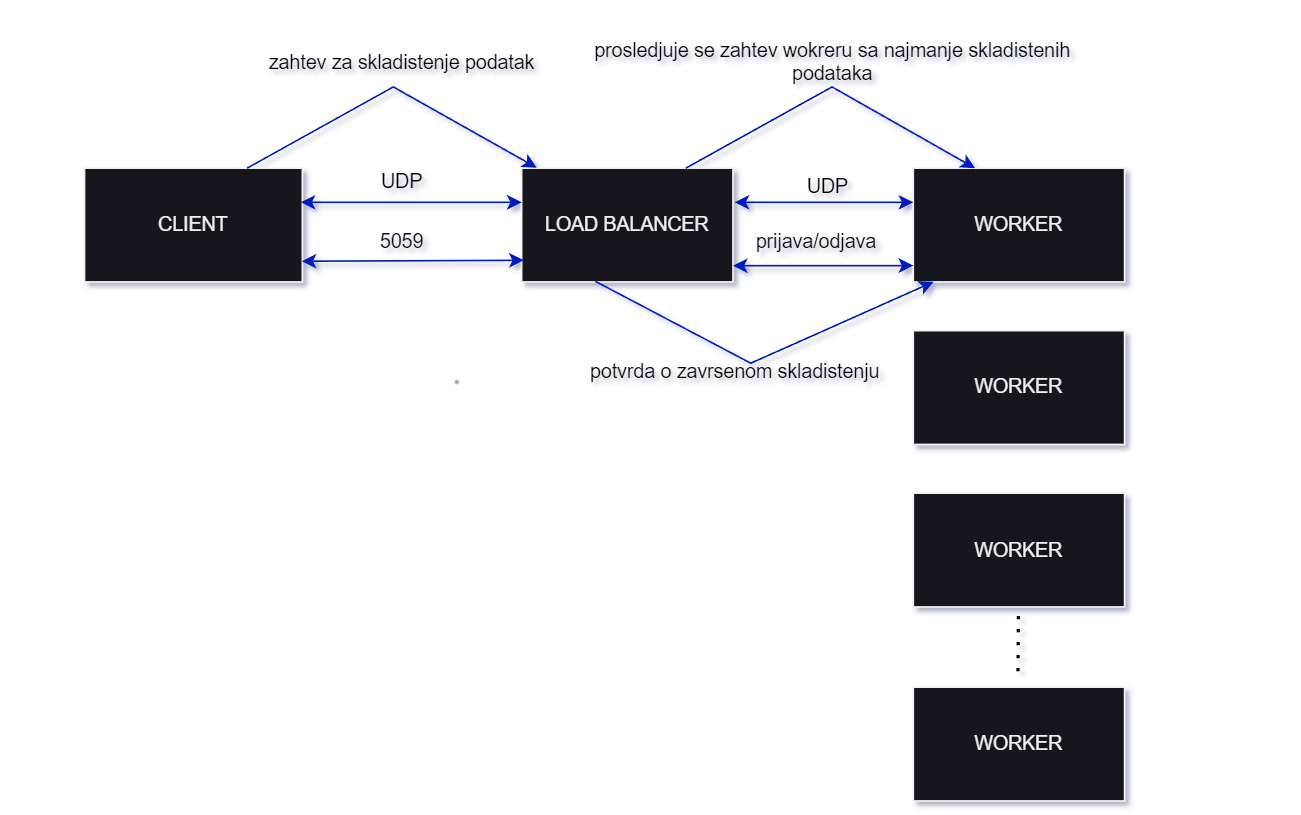 zahtev za skladistenje podatak
prosledjuje se zahtev wokreru sa najmanje skladistenih
podataka
CLIENT
UDP
5059
LOAD BALANCER
UDP
prijava/odjava
WORKER
potvrda o zavrsenom skladistenju
WORKER
WORKER
WORKER